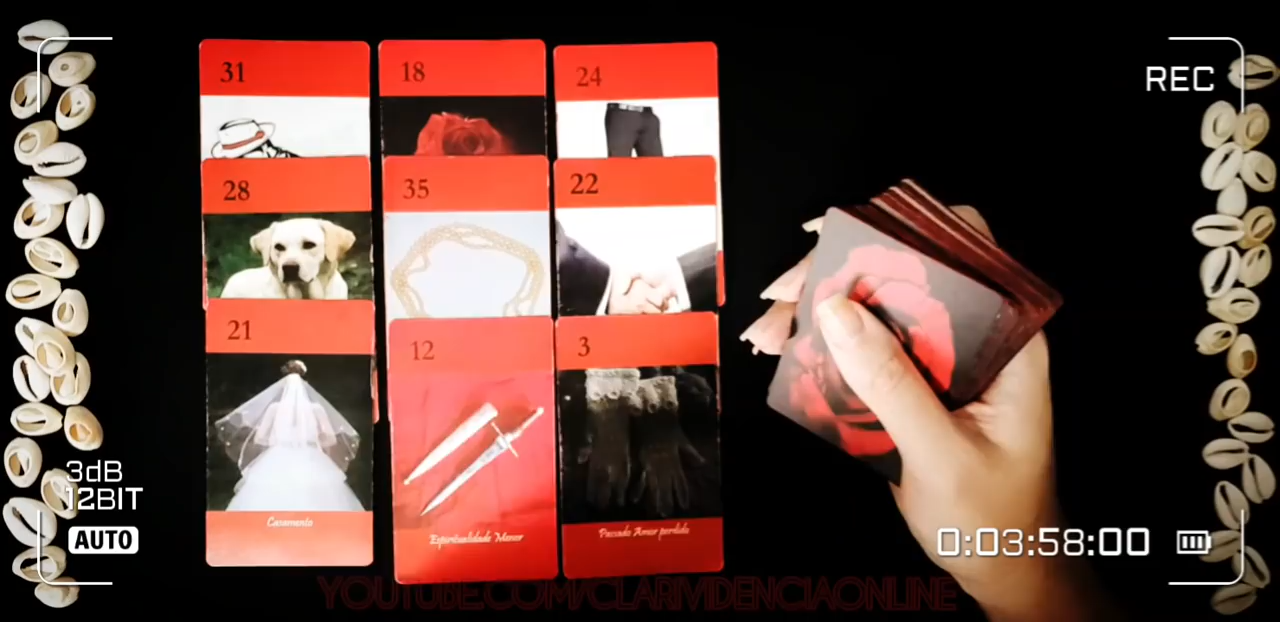 31
18
24
REC
28
35
22
21
12
3
3dB
12BIT
AUTO
Casamento
Espiritualidade Menor
Passado Amor perdido
0:03:58:00
YOUTUBE.COM/CLARIVIDENCIAONLINE